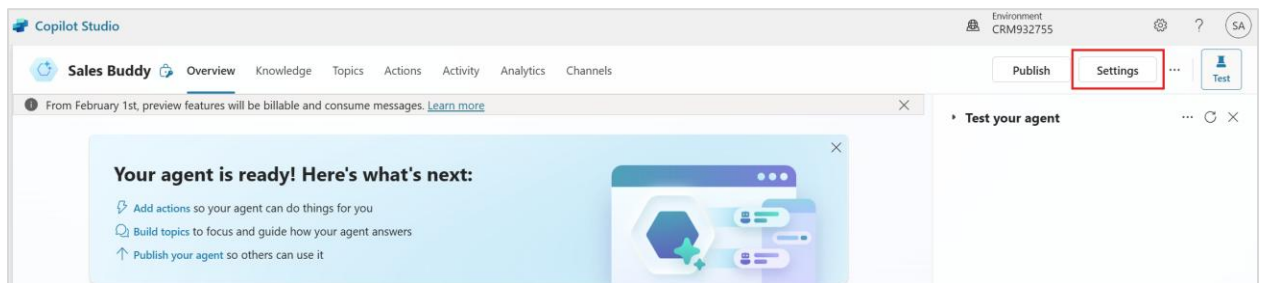 Copilot Studio
Environment
CRM932755
?
SA
Sales Buddy
Overview Knowledge Topics Actions Activity Analytics Channels
Publish
Settings
...
Test
From February 1st, preview features will be billable and consume messages. Learn more
Test your agent
...
Your agent is ready! Here's what's next:
Add actions so your agent can do things for you
Build topics to focus and guide how your agent answers
Publish your agent so others can use it